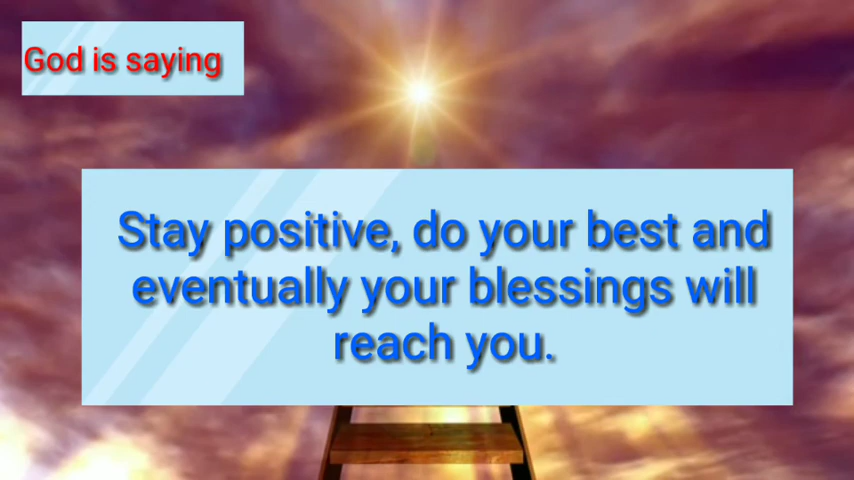 God is saying
Stay positive, do your best and
eventually your blessings will
reach you.